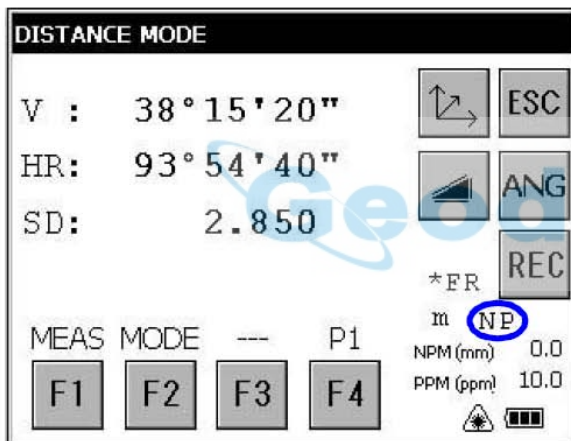 DISTANCE MODE
V : 38°15'20"
ESC
HR: 93°54'40"
ANG
SD: 2.850
Geod
REC
*FR
m NP
MEAS MODE --- P1
NPM (mm) 0.0
F1 F2 F3 F4
PPM (ppm) 10.0